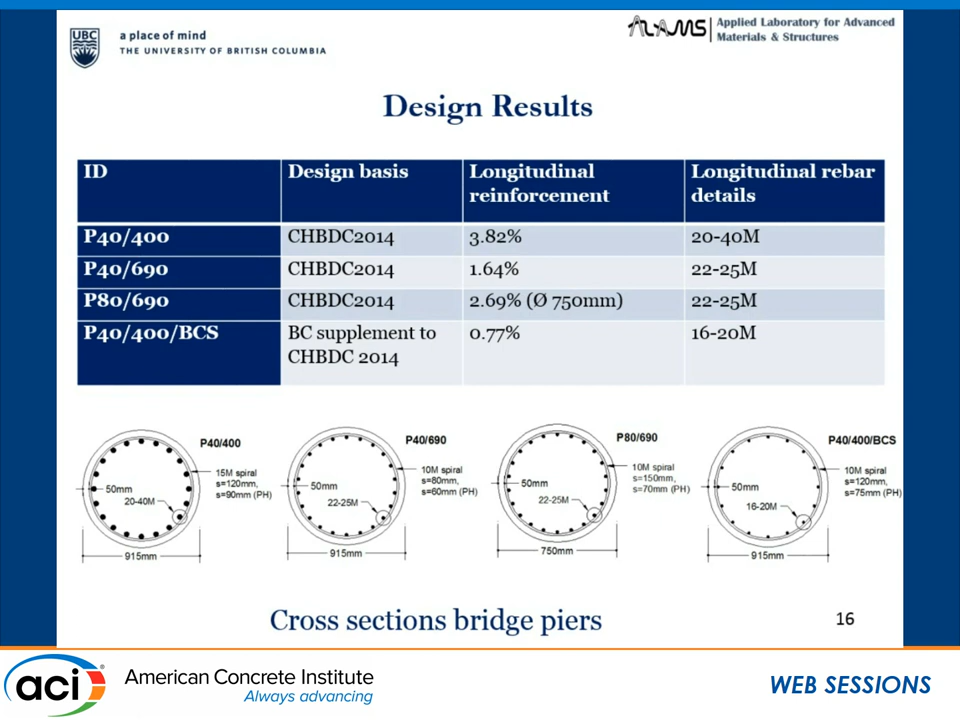 UBC
a place of mind
THE UNIVERSITY OF BRITISH COLUMBIA
ALAMS
Applied Laboratory for Advanced
Materials & Structures
Design Results
ID
Design basis
Longitudinal
reinforcement
Longitudinal rebar
details
P40/400
CHBDC2014
3.82%
20-40M
P40/690
CHBDC2014
1.64%
22-25M
P80/690
CHBDC2014
2.69% (Ø 750mm)
22-25M
P40/400/BCS
BC supplement to
CHBDC 2014
0.77%
16-20M
P40/400
15M spiral
s=120mm,
s=90mm (PH)
50mm
20-40M
915mm
P40/690
10M spiral
s=80mm,
s=60mm (PH)
50mm
22-25M
915mm
P80/690
10M spiral
s=150mm,
s=70mm (PH)
50mm
22-25M
750mm
P40/400/BCS
10M spiral
s=120mm,
s=75mm (PH)
50mm
16-20M
915mm
Cross sections bridge piers
16
aci
American Concrete Institute
Always advancing
WEB SESSIONS